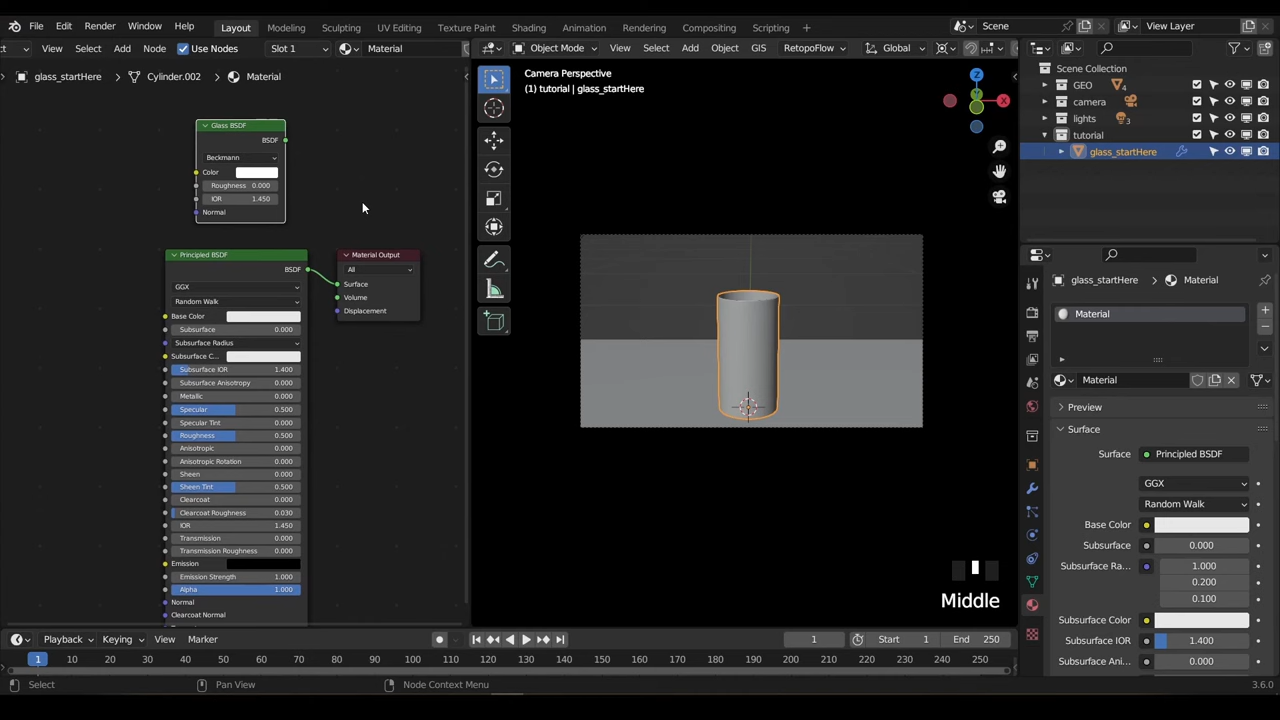 File Edit Render Window Help Layout Modeling Sculpting UV Editing Texture Paint Shading Animation Rendering Compositing Scripting Scene View Layer
View Select Add Node Use Nodes Slot 1 Material
Object Mode View Select Add Object GIS RetopoFlow Global
glass_startHere Cylinder.002 Material
Camera Perspective
(1) tutorial | glass_startHere
Glass BSDF
BSDF
Beckmann
Color
Roughness 0.000
IOR 1.450
Normal
Principled BSDF
BSDF
GGX
Random Walk
Base Color
Subsurface 0.000
Subsurface Radius
Subsurface C...
Subsurface IOR 1.400
Subsurface Anisotropy 0.000
Metallic 0.000
Specular 0.500
Specular Tint 0.000
Roughness 0.500
Anisotropic 0.000
Anisotropic Rotation 0.000
Sheen 0.000
Sheen Tint 0.500
Clearcoat 0.000
Clearcoat Roughness 0.030
IOR 1.450
Transmission 0.000
Transmission Roughness 0.000
Emission
Emission Strength 1.000
Alpha 1.000
Normal
Clearcoat Normal
Material Output
All
Surface
Volume
Displacement
Z
Y
X
Middle
Scene Collection
GEO 4
camera
lights 3
tutorial
glass_startHere
glass_startHere Material
Material
Material
Preview
Surface
Surface Principled BSDF
GGX
Random Walk
Base Color
Subsurface 0.000
Subsurface Ra... 1.000
0.200
0.100
Subsurface Color
Subsurface IOR 1.400
Subsurface Ani... 0.000
Playback Keying View Marker 1 Start 1 End 250
1 10 20 30 40 50 60 70 80 90 100 110 120 130 140 150 160 170 180 190 200 210 220 230 240 250
Select Pan View Node Context Menu 3.6.0